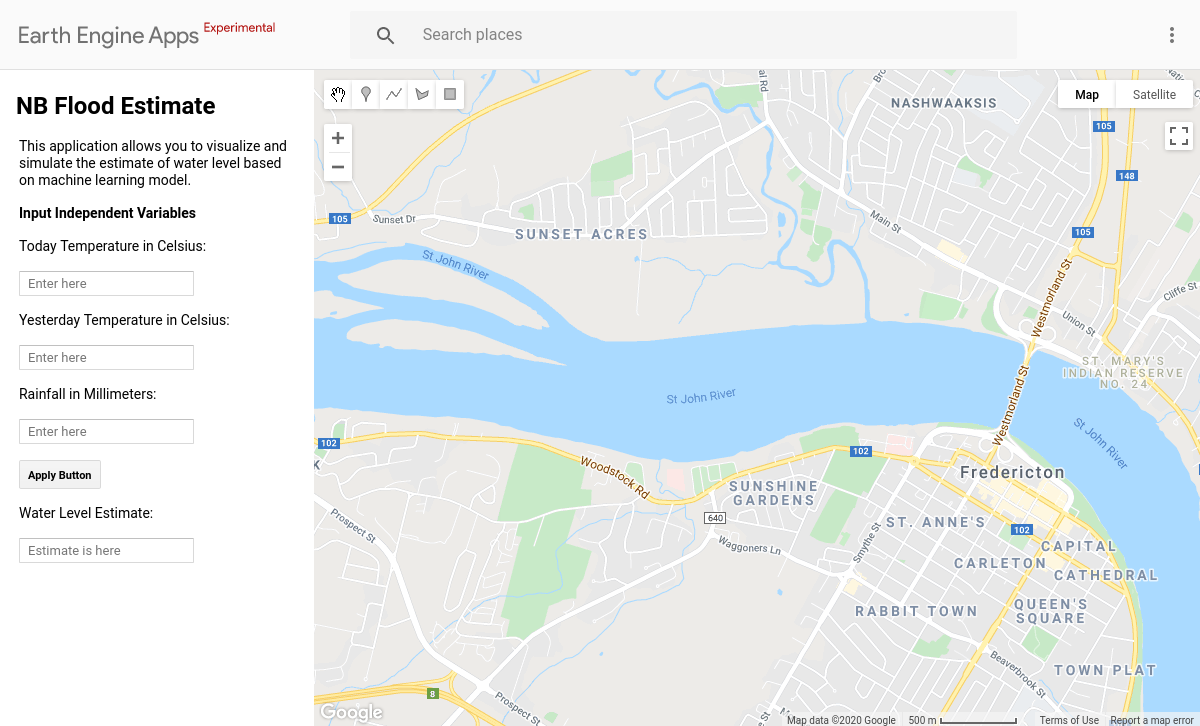 Earth Engine Apps Experimental
Search places
NB Flood Estimate
This application allows you to visualize and
simulate the estimate of water level based
on machine learning model.
Input Independent Variables
Today Temperature in Celsius:
Enter here
Yesterday Temperature in Celsius:
Enter here
Rainfall in Millimeters:
Enter here
Apply Button
Water Level Estimate:
Estimate is here
Map
Satellite
NASHWAAKSIS
105
148
105
Sunset Dr
SUNSET ACRES
Main St
105
St John River
Westmorland St
Cliffe St
Union St
ST. MARY'S
INDIAN RESERVE
NO. 24
St John River
Westmorland St
St John River
102
Woodstock Rd
102
Fredericton
SUNSHINE
GARDENS
640
Prospect St
Waggoners Ln
Smythe St
ST. ANNE'S
102
CAPITAL
CARLETON
CATHEDRAL
RABBIT TOWN
QUEEN'S
SQUARE
Beaverbrook St
TOWN PLAT
8
Prospect St
Google
Map data ©2020 Google
500 m
Terms of Use
Report a map error